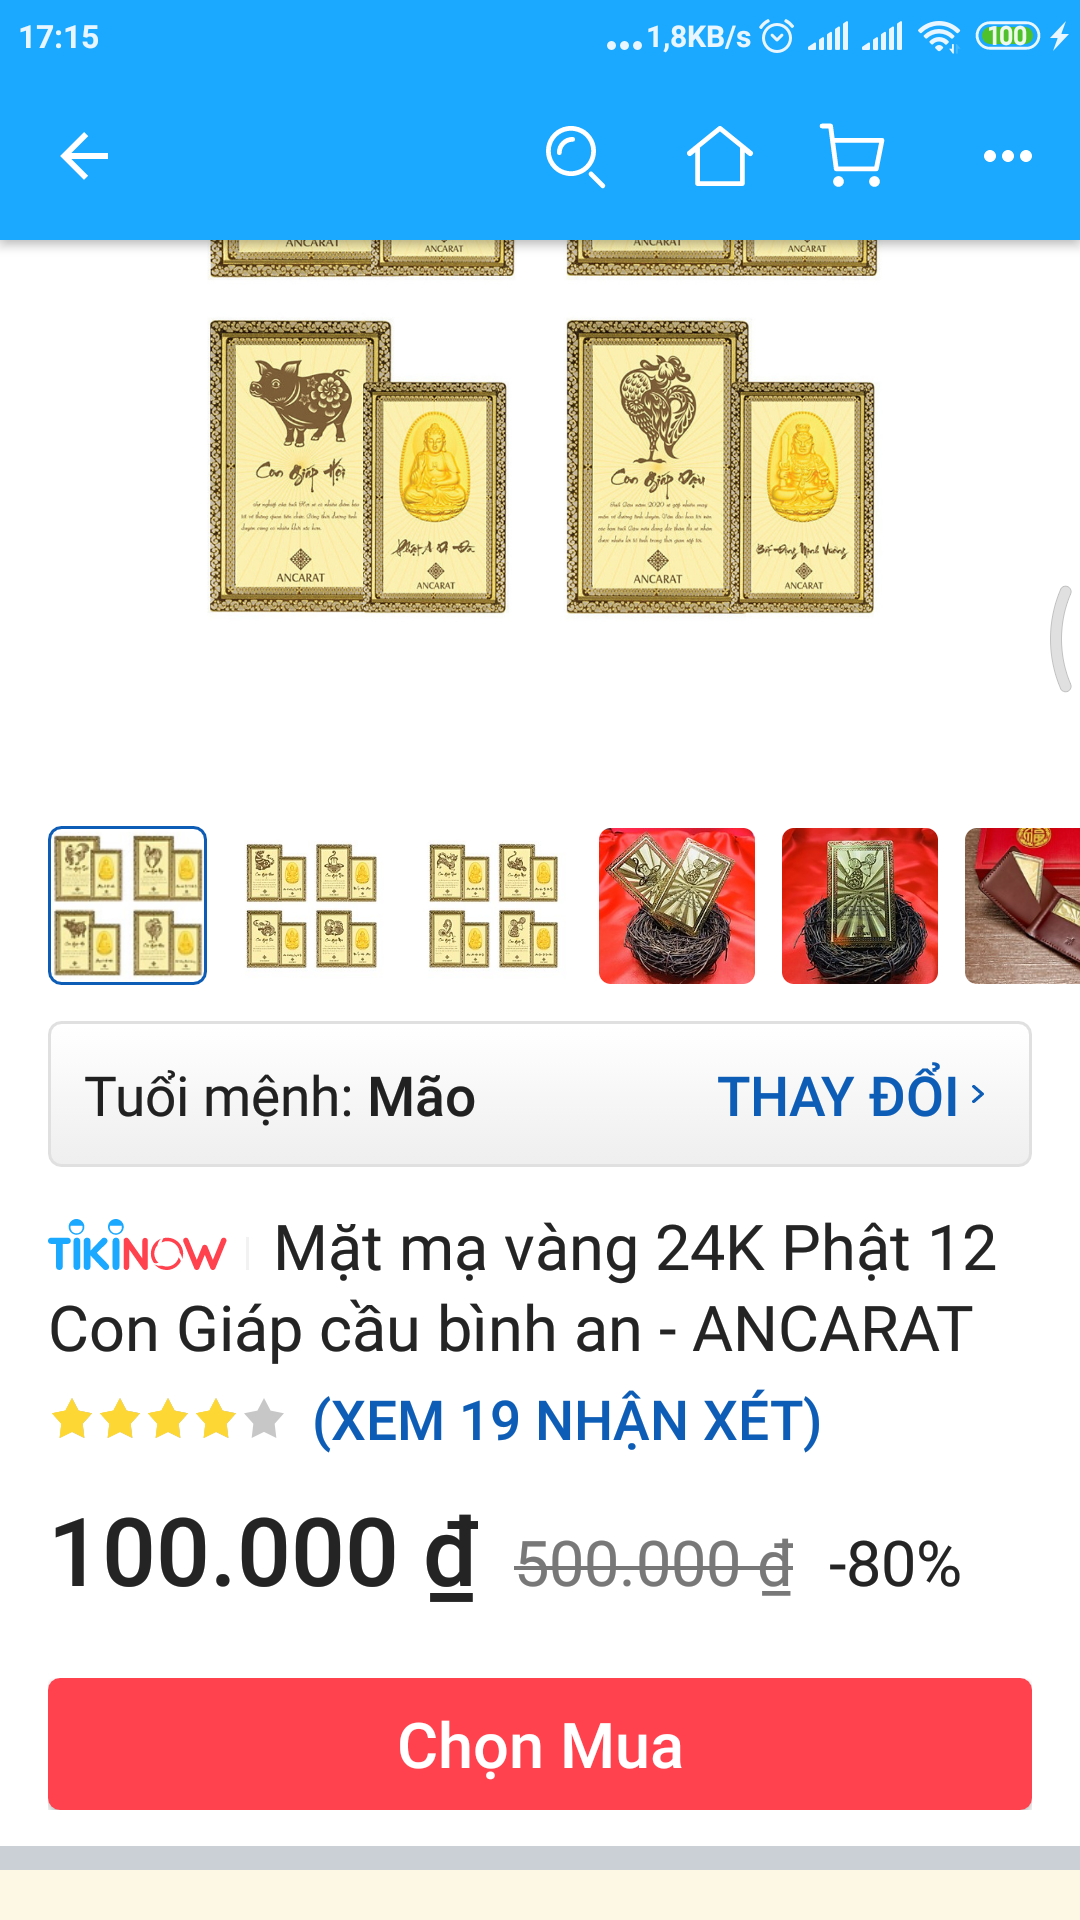 17:15
...1,8KB/s
100
ANCARAT
ANCARAT
ANCARAT
ANCARAT
Con Giáp Hợi
Con Giáp Dậu
Phật A Di Đà
Bất Động Minh Vương
ANCARAT
ANCARAT
ANCARAT
ANCARAT
Tuổi mệnh: Mão
THAY ĐỔI
TIKINOW
Mặt mạ vàng 24K Phật 12
Con Giáp cầu bình an - ANCARAT
(XEM 19 NHẬN XÉT)
100.000 ₫ 500.000 ₫ -80%
Chọn Mua